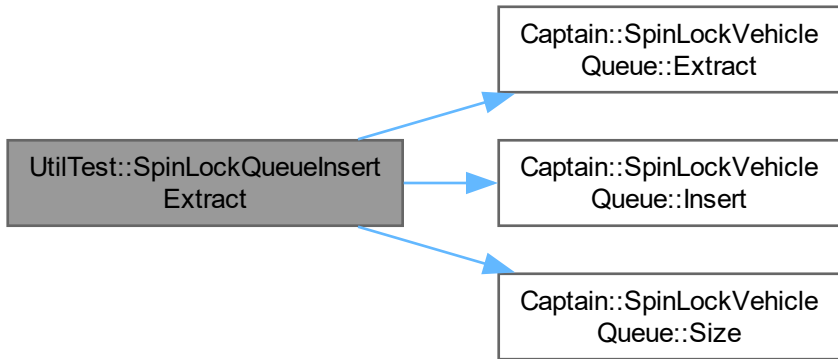 Captain::SpinLockVehicle
Queue::Extract
UtilTest::SpinLockQueueInsert
Extract
Captain::SpinLockVehicle
Queue::Insert
Captain::SpinLockVehicle
Queue::Size